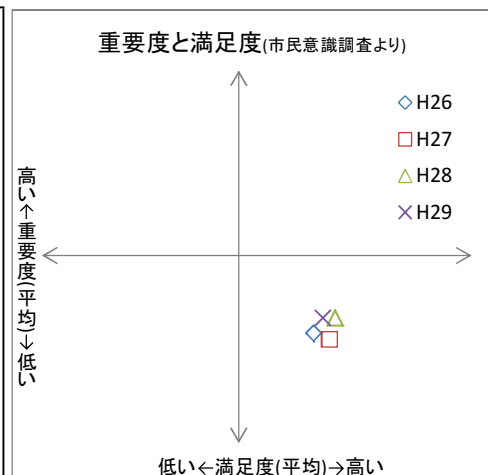 重要度と満足度(市民意識調査より)
H26
H27
H28
H29
高い↑重要度(平均)↓低い
低い←満足度(平均)→高い